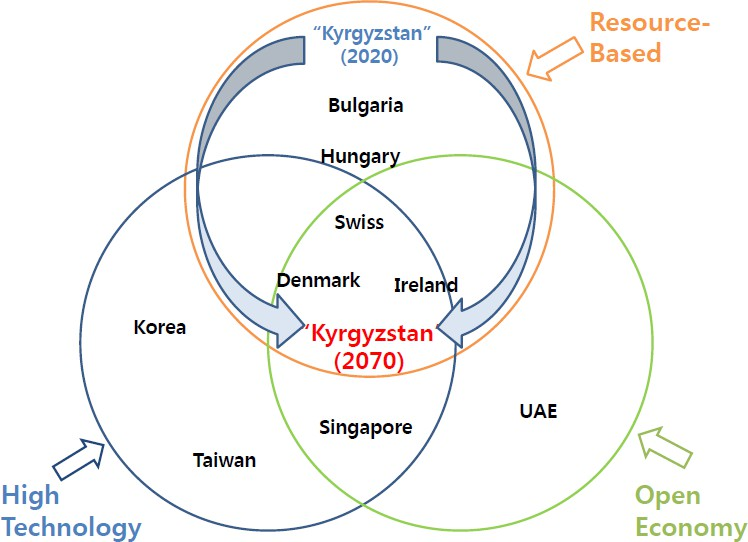 “Kyrgyzstan”
(2020)
Resource-
Based
Bulgaria
Hungary
Swiss
Denmark
Ireland
Korea
‘Kyrgyzstan’
(2070)
UAE
Singapore
Taiwan
High
Technology
Open
Economy